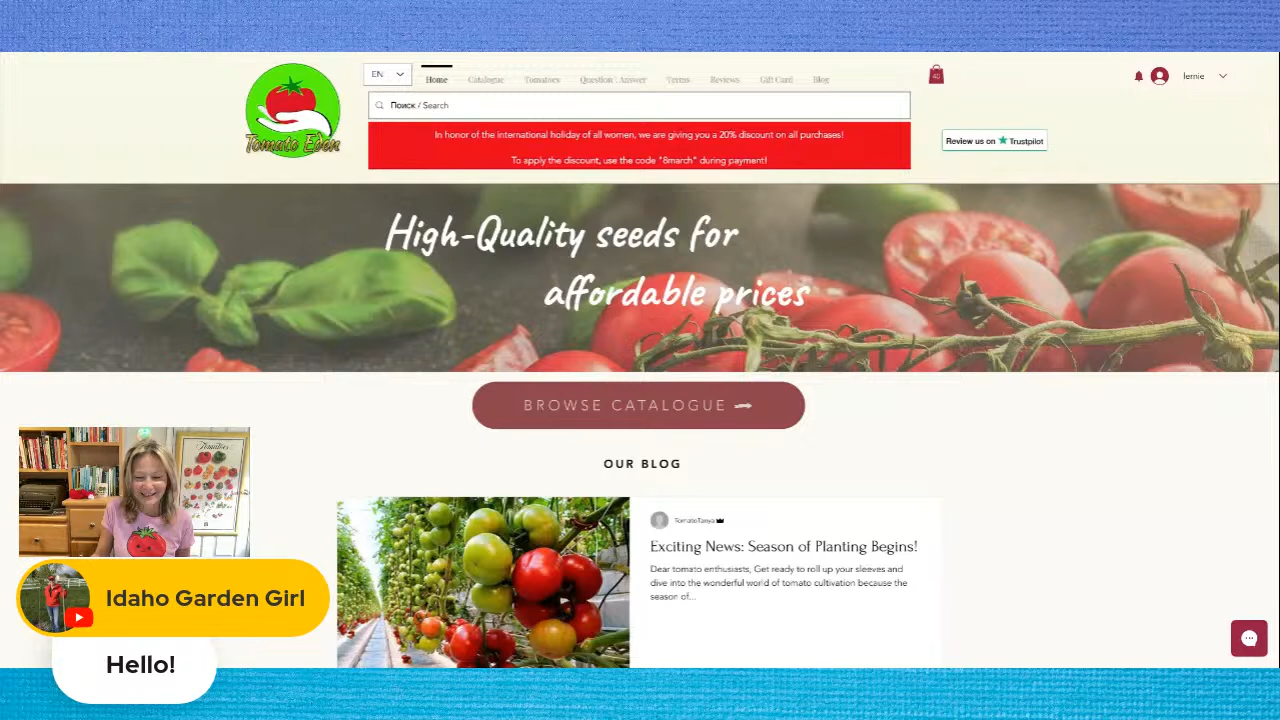 Tomato Eden
EN
Home Catalogue Tomatoes Question \ Answer Terms Reviews Gift Card Blog
40
lernie
Поиск / Search
In honor of the international holiday of all women, we are giving you a 20% discount on all purchases!
To apply the discount, use the code "8march" during payment!
Review us on Trustpilot
High-Quality seeds for
affordable prices
BROWSE CATALOGUE
OUR BLOG
TomatoTanya
Exciting News: Season of Planting Begins!
Dear tomato enthusiasts, Get ready to roll up your sleeves and
dive into the wonderful world of tomato cultivation because the
season of...
Tomatoes
Idaho Garden Girl
Hello!